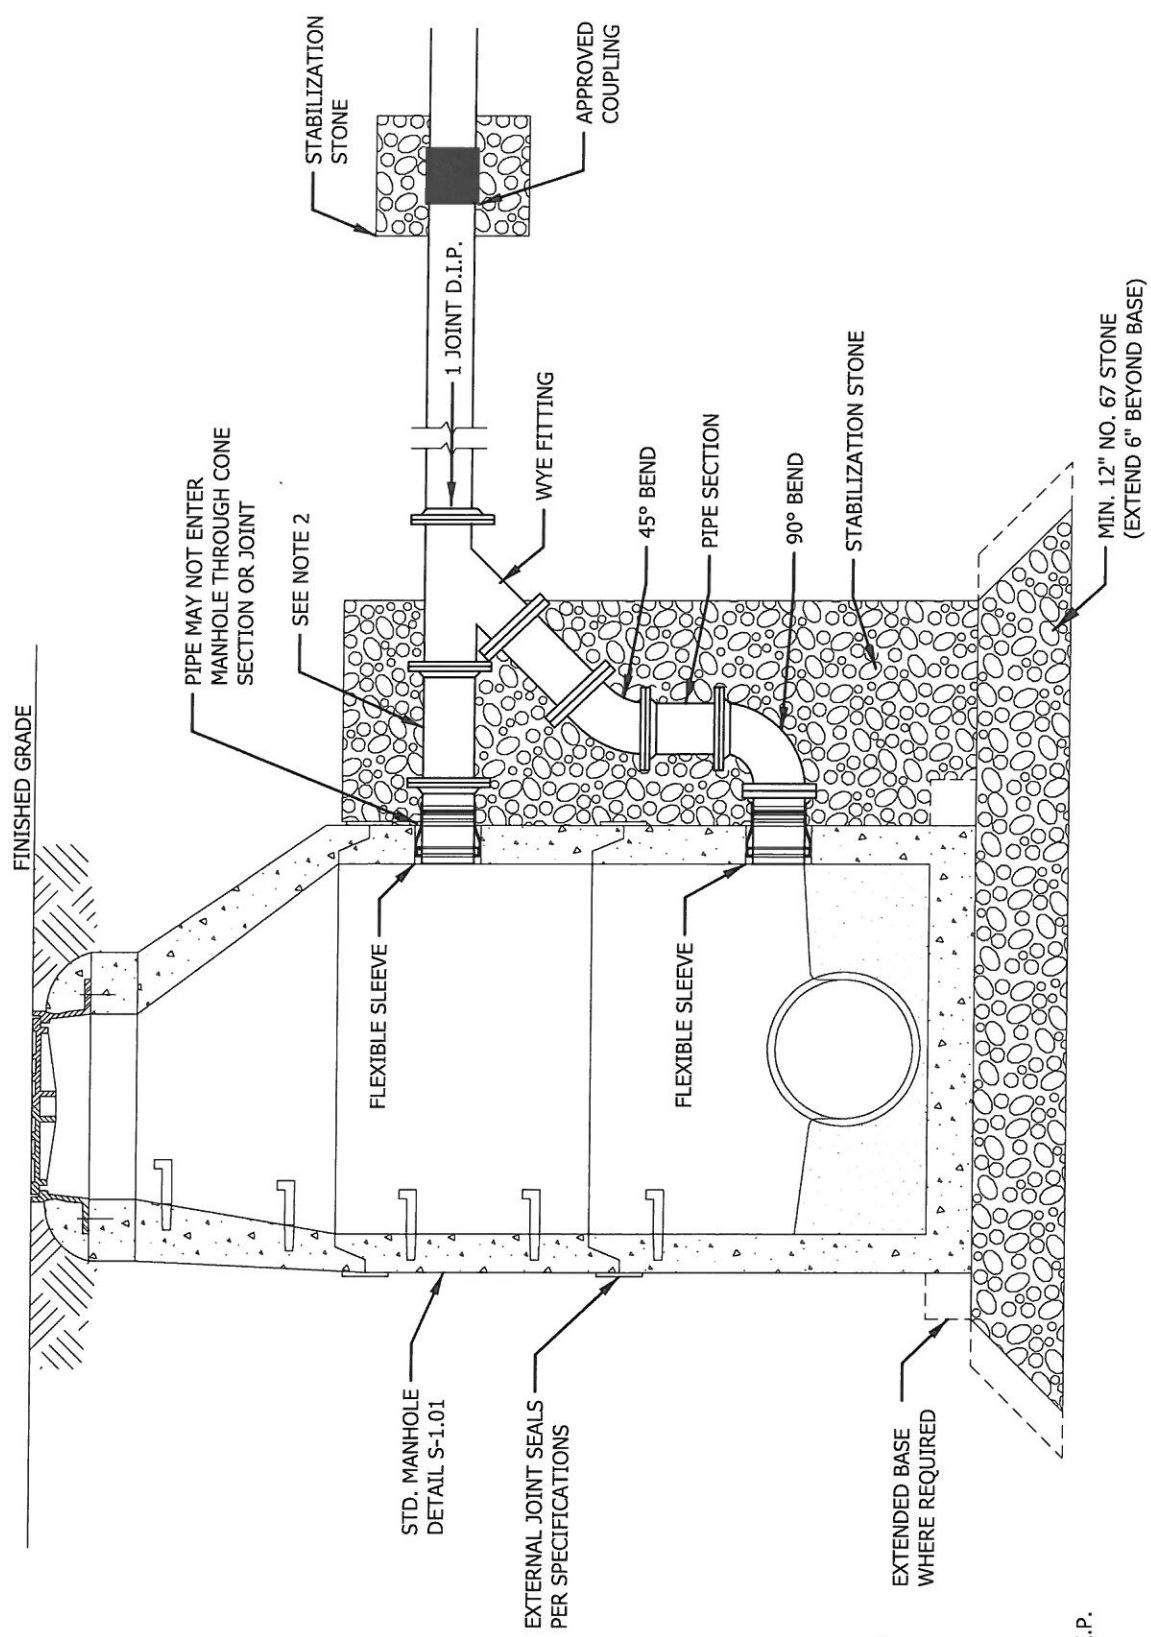 FINISHED GRADE
STABILIZATION
STONE
APPROVED
COUPLING
1 JOINT D.I.P.
PIPE MAY NOT ENTER
MANHOLE THROUGH CONE
SECTION OR JOINT
SEE NOTE 2
WYE FITTING
45° BEND
PIPE SECTION
90° BEND
STABILIZATION STONE
MIN. 12" NO. 67 STONE
(EXTEND 6" BEYOND BASE)
FLEXIBLE SLEEVE
FLEXIBLE SLEEVE
STD. MANHOLE
DETAIL S-1.01
EXTERNAL JOINT SEALS
PER SPECIFICATIONS
EXTENDED BASE
WHERE REQUIRED
.P.